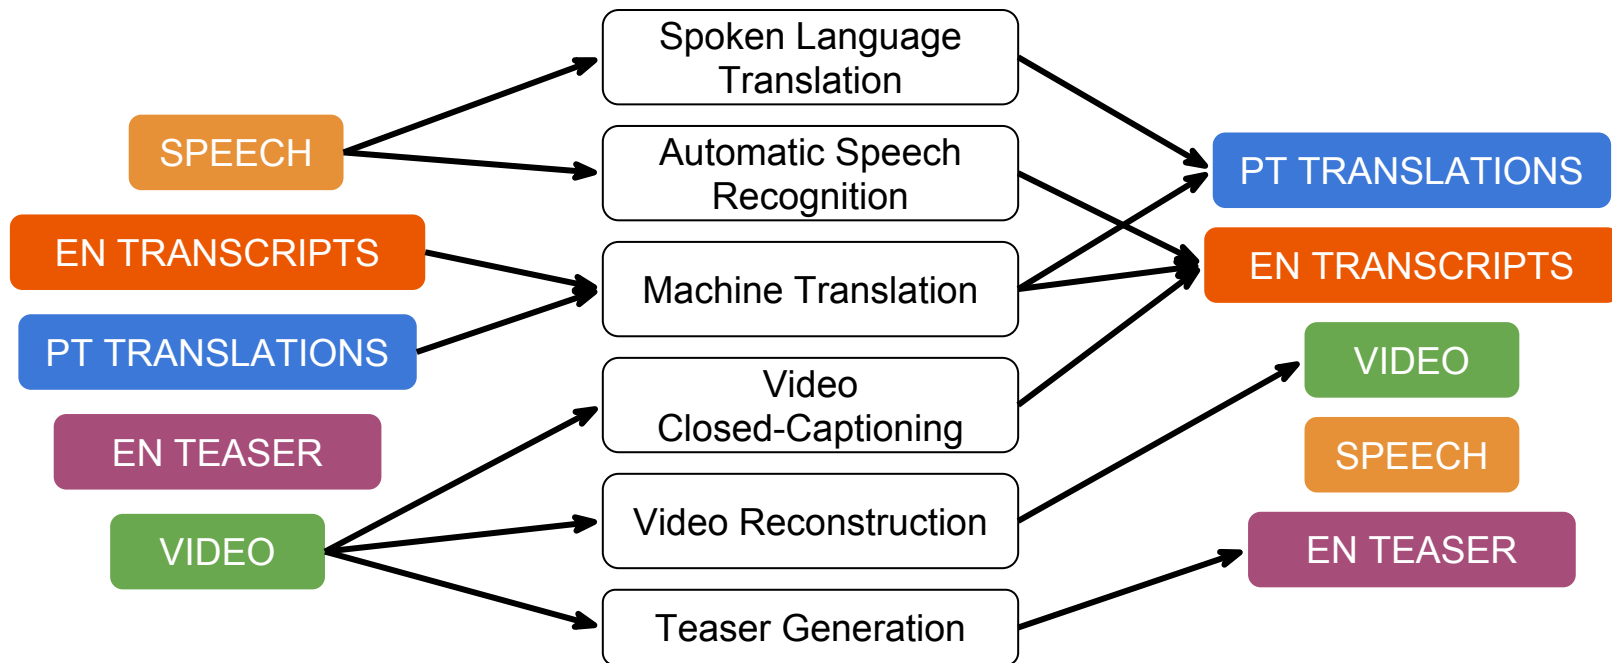 SPEECH
EN TRANSCRIPTS
PT TRANSLATIONS
EN TEASER
VIDEO
Spoken Language
Translation
Automatic Speech
Recognition
Machine Translation
Video
Closed-Captioning
Video Reconstruction
Teaser Generation
PT TRANSLATIONS
EN TRANSCRIPTS
VIDEO
SPEECH
EN TEASER